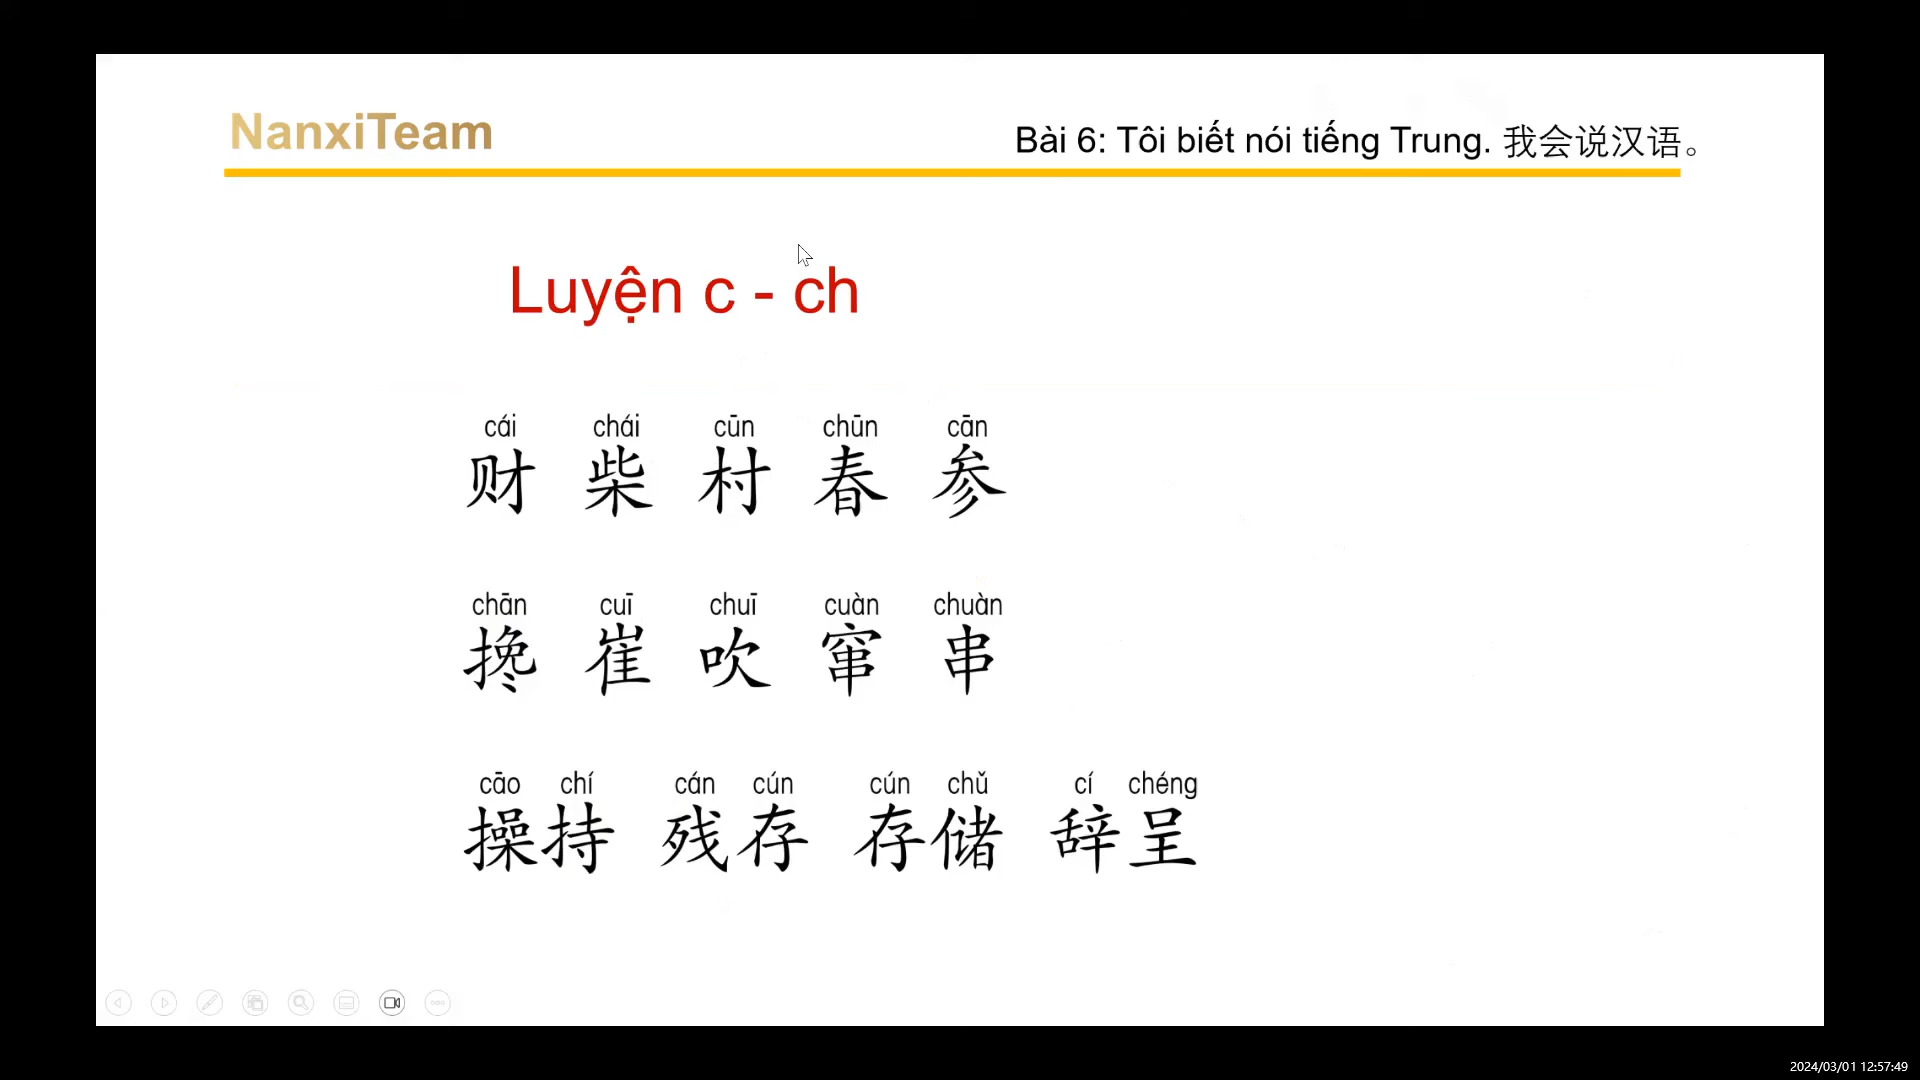 NanxiTeam
Bài 6: Tôi biết nói tiếng Trung. 我会说汉语。
Luyện c - ch
cái chái cūn chūn cān
财 柴 村 春 参
chān cuī chuī cuàn chuàn
搀 崔 吹 窜 串
cāo chí cán cún cún chǔ cí chéng
操持 残存 存储 辞呈
2024/03/01 12:57:49